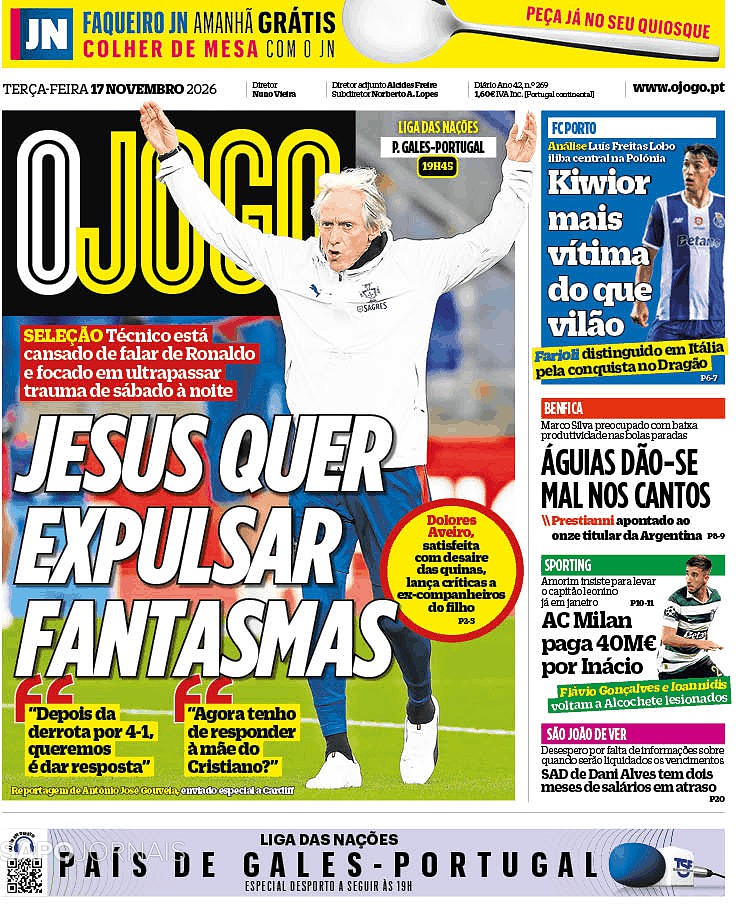 JN
FAQUEIRO JN AMANHÃ GRÁTIS
COLHER DE MESA COM O JN
PEÇA JÁ NO SEU QUIOSQUE
TERÇA-FEIRA 17 NOVEMBRO 2026
Diretor
Nuno Vieira
Diretor adjunto Alcides Freire
Subdiretor Norberto A. Lopes
Diário Ano 42, n.º 269
1,60€ IVA Inc. [Portugal continental]
www.ojogo.pt
O JOGO
LIGA DAS NAÇÕES
P. GALES-PORTUGAL
19H45
SAGRES
SELEÇÃO Técnico está
cansado de falar de Ronaldo
e focado em ultrapassar
trauma de sábado à noite
JESUS QUER
EXPULSAR
FANTASMAS
Dolores
Aveiro,
satisfeita
com desaire
das quinas,
lança críticas a
ex-companheiros
do filho
P2-3
"Depois da
derrota por 4-1,
queremos
é dar resposta"
"Agora tenho
de responder
à mãe do
Cristiano?"
Reportagem de António José Gouveia, enviado especial a Cardiff
FC PORTO
Análise Luís Freitas Lobo
iliba central na Polónia
Kiwior
mais
vítima
do que
vilão
Betano
Farioli distinguido em Itália
pela conquista no Dragão
P6-7
BENFICA
Marco Silva preocupado com baixa
produtividade nas bolas paradas
ÁGUIAS DÃO-SE
MAL NOS CANTOS
\\ Prestianni apontado ao
onze titular da Argentina P8-9
SPORTING
Amorim insiste para levar
o capitão leonino
já em janeiro P10-11
AC Milan
paga 40M€
por Inácio
Flávio Gonçalves e Ioannidis
voltam a Alcochete lesionados
SÃO JOÃO DE VER
Desespero por falta de informações sobre
quando serão liquidados os vencimentos
SAD de Dani Alves tem dois
meses de salários em atraso
P20
SAPOJORNAIS
LIGA DAS NAÇÕES
PAÍS DE GALES-PORTUGAL
ESPECIAL DESPORTO A SEGUIR ÀS 19H
TSF